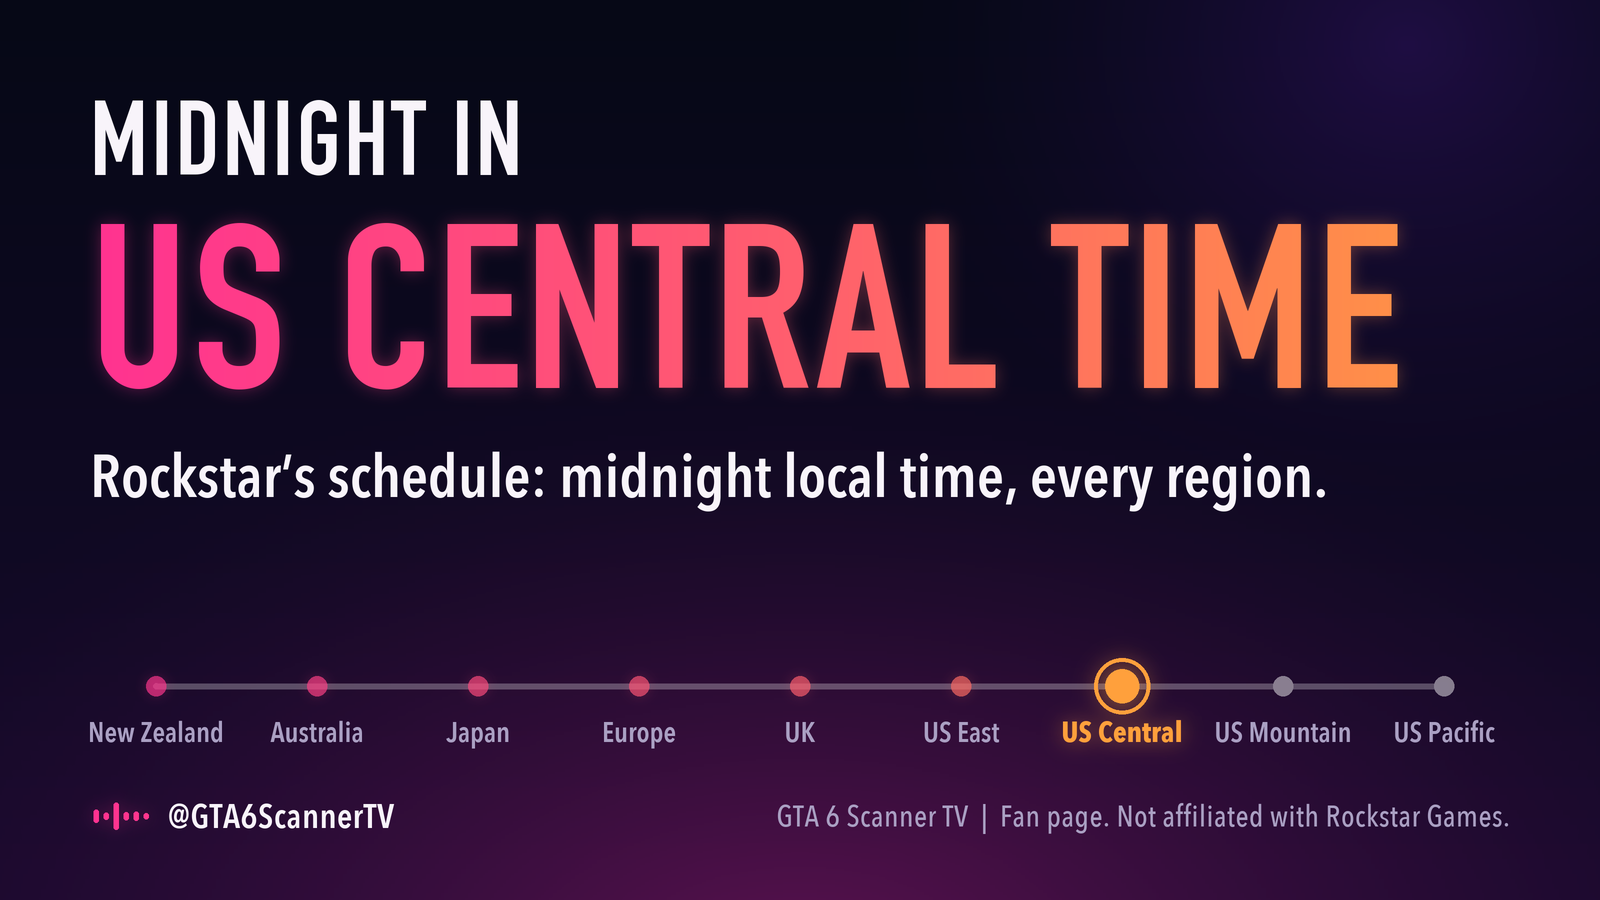 MIDNIGHT IN
US CENTRAL TIME
Rockstar’s schedule: midnight local time, every region.
New Zealand Australia Japan Europe UK US East US Central US Mountain US Pacific
@GTA6ScannerTV GTA 6 Scanner TV | Fan page. Not affiliated with Rockstar Games.